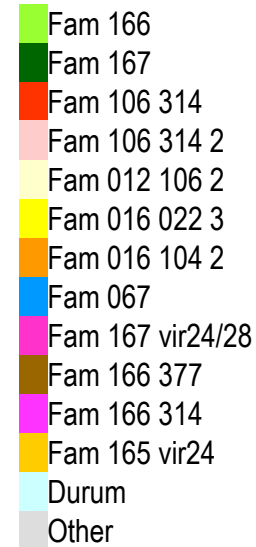 Fam 166
Fam 167
Fam 106 314
Fam 106 314 2
Fam 012 106 2
Fam 016 022 3
Fam 016 104 2
Fam 067
Fam 167 vir24/28
Fam 166 377
Fam 166 314
Fam 165 vir24
Durum
Other